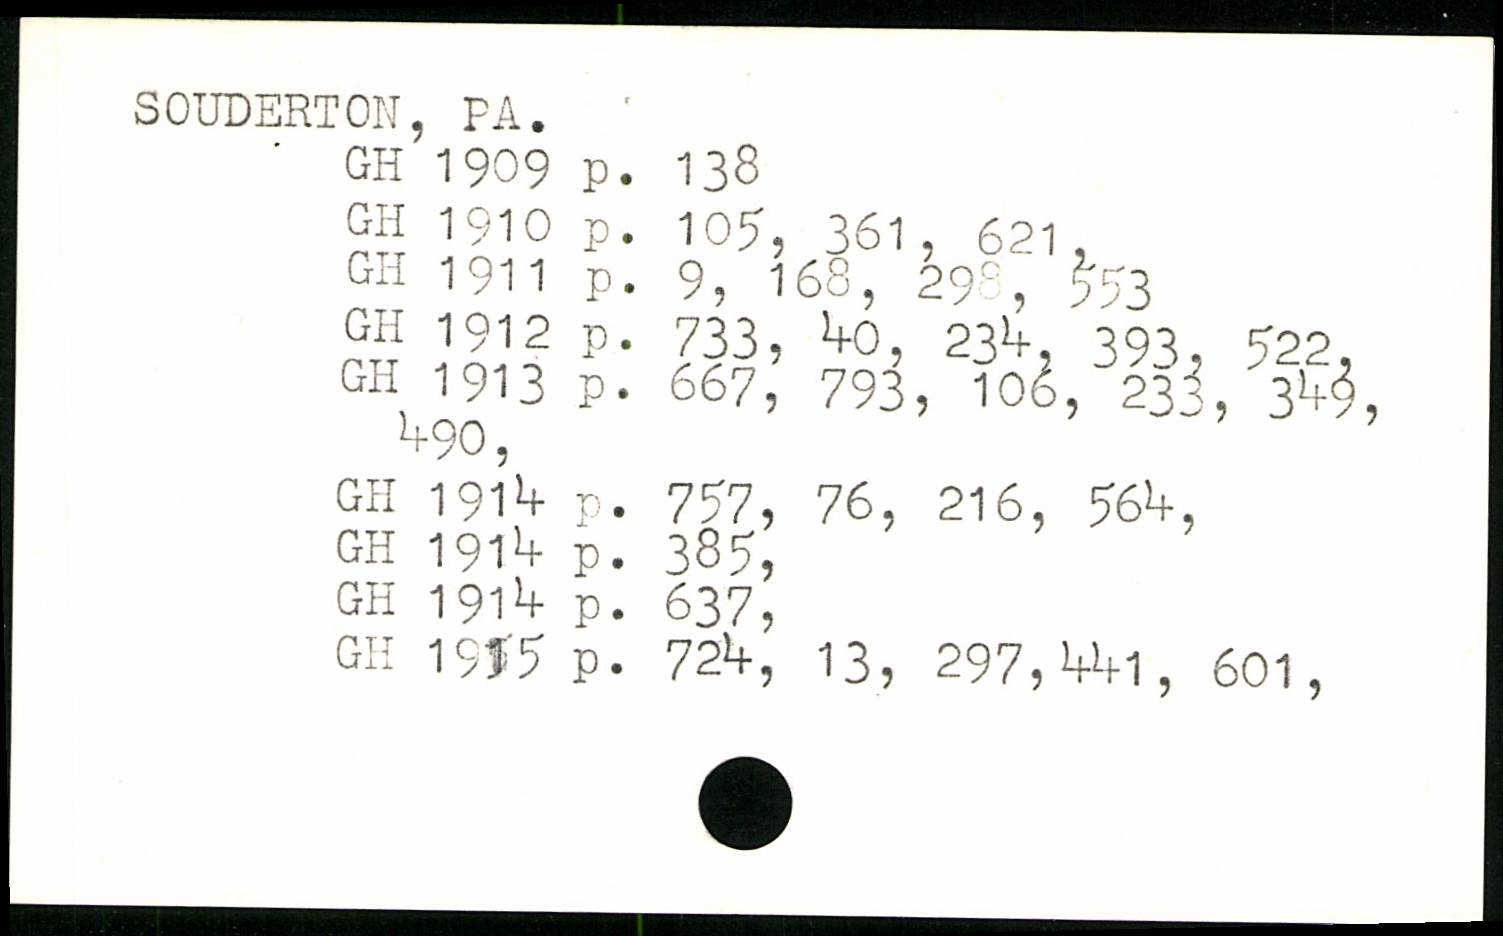 SOUDERTON, PA.
GH 1909 p. 138
GH 1910 p. 105, 361, 621,
GH 1911 p. 9, 168, 298, 553
GH 1912 p. 733, 40, 234, 393, 522,
GH 1913 p. 667, 793, 106, 233, 349,
490,
GH 1914 p. 757, 76, 216, 564,
GH 1914 p. 385,
GH 1914 p. 637,
GH 1915 p. 724, 13, 297, 441, 601,